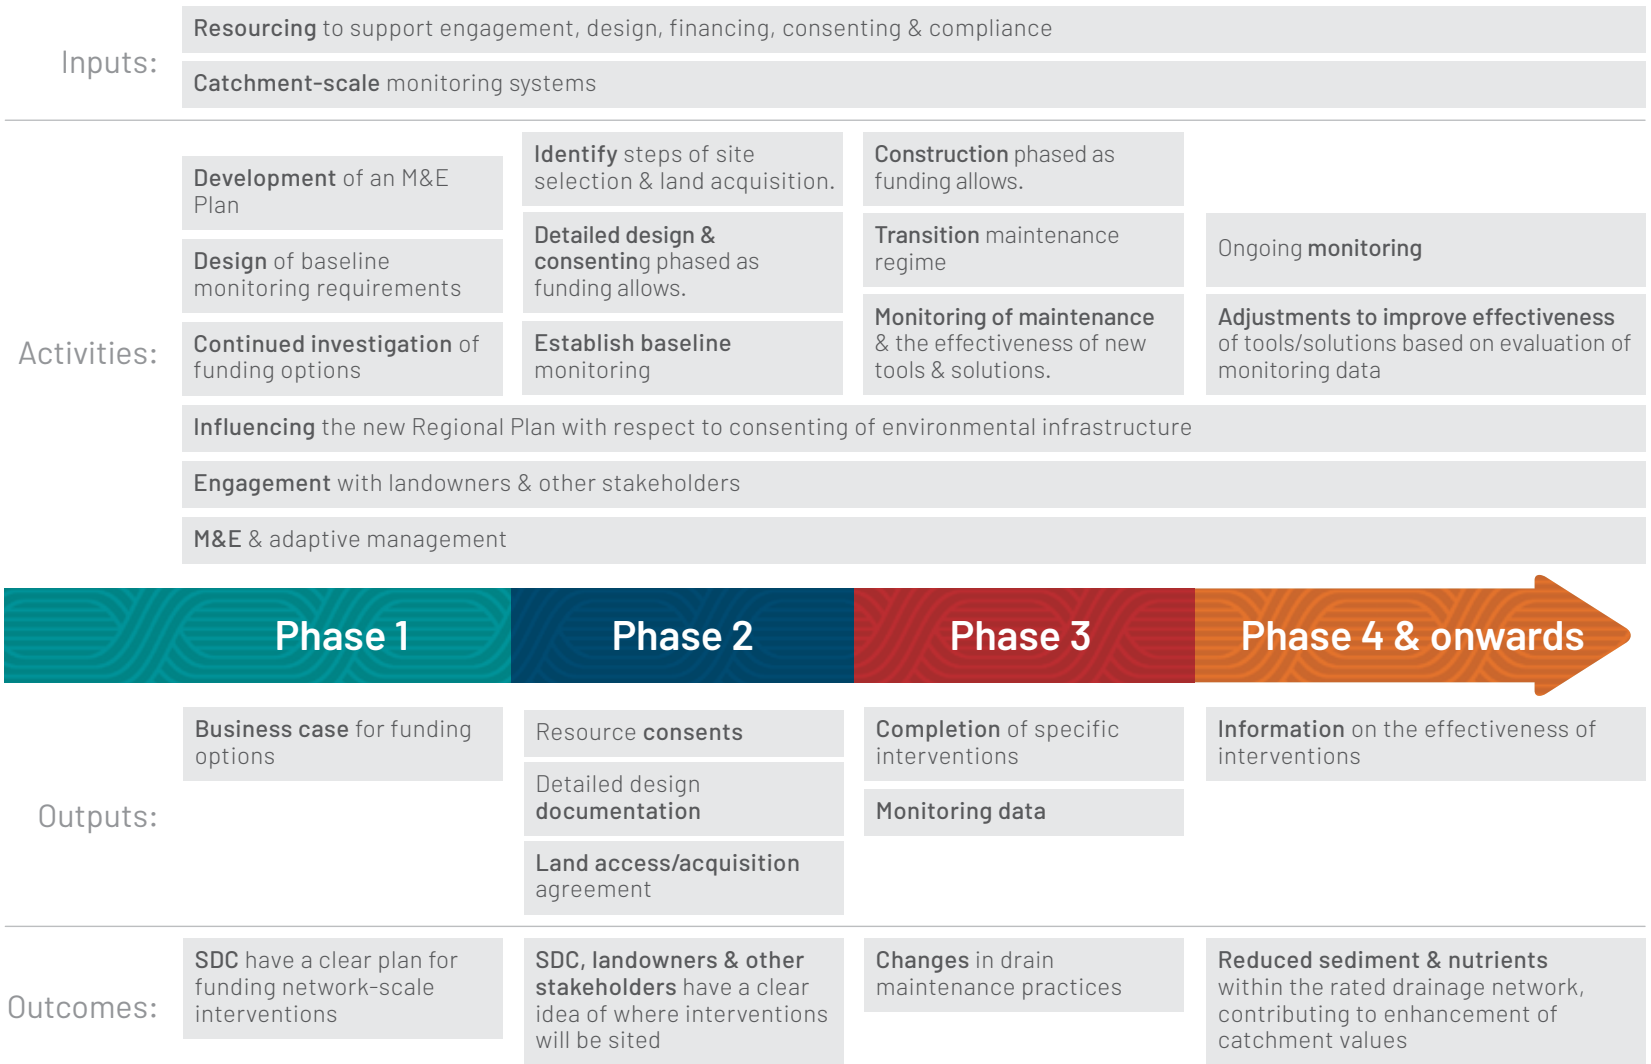 Inputs:
Resourcing to support engagement, design, financing, consenting & compliance
Catchment-scale monitoring systems
Activities:
Development of an M&E
Plan
Design of baseline
monitoring requirements
Continued investigation of
funding options
Identify steps of site
selection & land acquisition.
Detailed design &
consenting phased as
funding allows.
Establish baseline
monitoring
Construction phased as
funding allows.
Transition maintenance
regime
Monitoring of maintenance
& the effectiveness of new
tools & solutions.
Ongoing monitoring
Adjustments to improve effectiveness
of tools/solutions based on evaluation of
monitoring data
Influencing the new Regional Plan with respect to consenting of environmental infrastructure
Engagement with landowners & other stakeholders
M&E & adaptive management
Phase 1
Phase 2
Phase 3
Phase 4 & onwards
Outputs:
Business case for funding
options
Resource consents
Detailed design
documentation
Land access/acquisition
agreement
Completion of specific
interventions
Monitoring data
Information on the effectiveness of
interventions
Outcomes:
SDC have a clear plan for
funding network-scale
interventions
SDC, landowners & other
stakeholders have a clear
idea of where interventions
will be sited
Changes in drain
maintenance practices
Reduced sediment & nutrients
within the rated drainage network,
contributing to enhancement of
catchment values